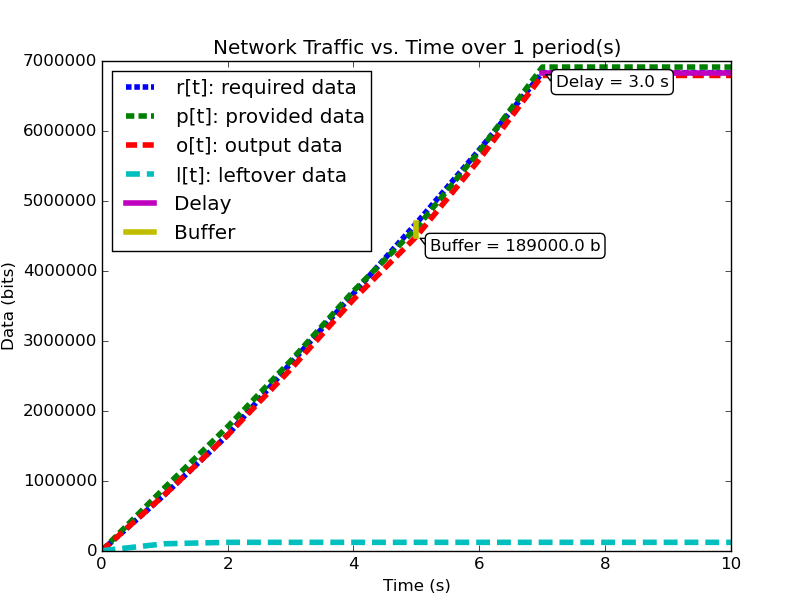 Network Traffic vs. Time over 1 period(s)
7000000
6000000
5000000
4000000
3000000
2000000
1000000
0
Data (bits)
r[t]: required data
p[t]: provided data
o[t]: output data
l[t]: leftover data
Delay
Buffer
Delay = 3.0 s
Buffer = 189000.0 b
0 2 4 6 8 10
Time (s)